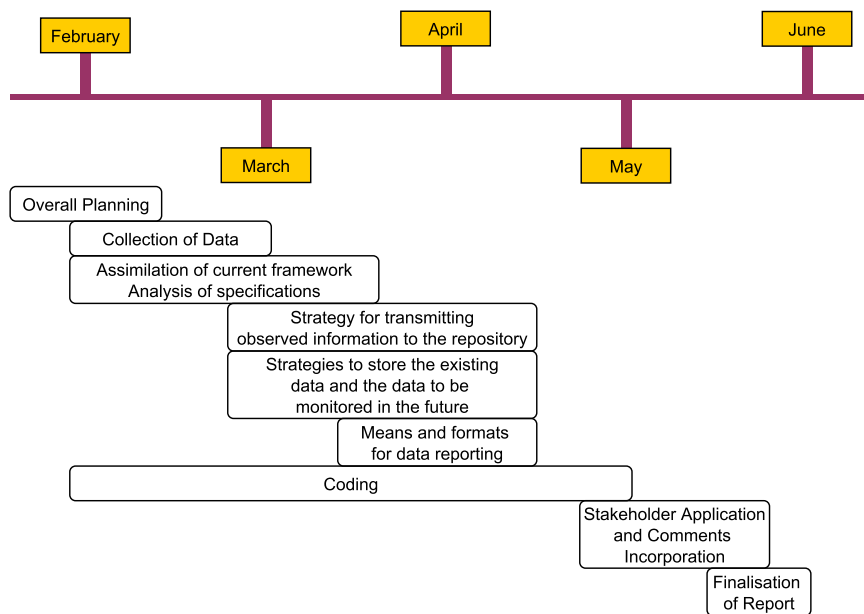 February
April
June
March
May
Overall Planning
Collection of Data
Assimilation of current framework
Analysis of specifications
Strategy for transmitting
observed information to the repository
Strategies to store the existing
data and the data to be
monitored in the future
Means and formats
for data reporting
Coding
Stakeholder Application
and Comments
Incorporation
Finalisation
of Report